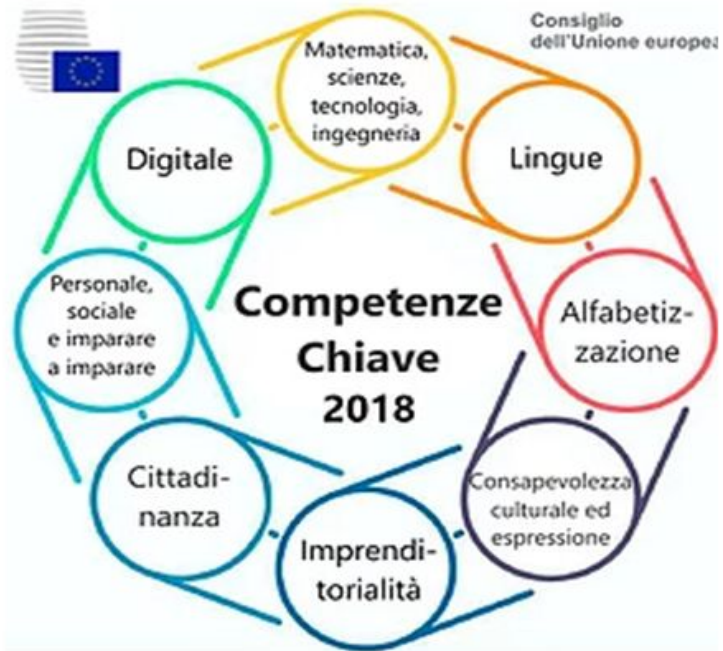 Consiglio
dell'Unione europea
Matematica,
scienze,
tecnologia,
ingegneria
Lingue
Alfabetiz-
zazione
Consapevolezza
culturale ed
espressione
Imprendi-
torialità
Cittadi-
nanza
Personale,
sociale
e imparare
a imparare
Digitale
Competenze
Chiave
2018